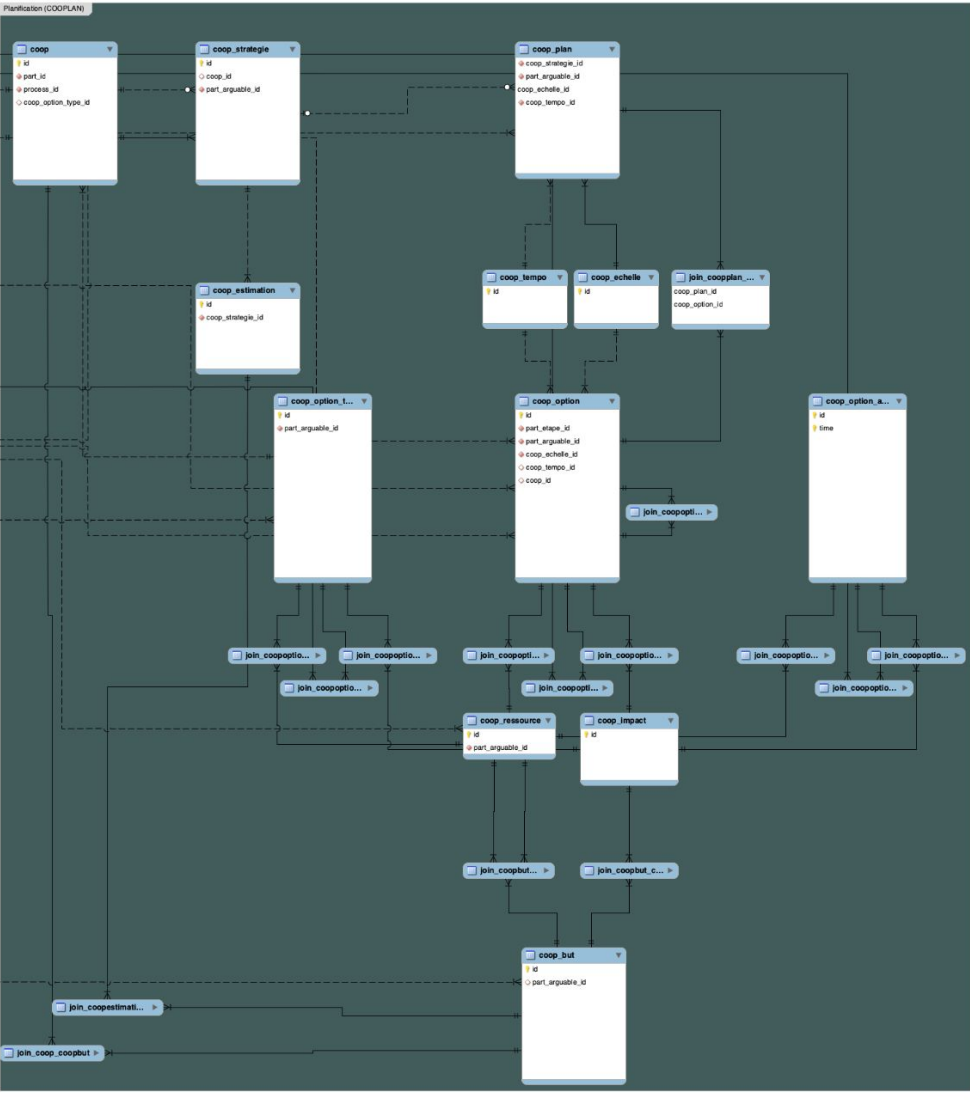 Planification (COOPLAN)
coop
id
part_id
process_id
coop_option_type_id
coop_strategie
id
coop_id
part_arguable_id
coop_plan
coop_strategie_id
part_arguable_id
coop_echelle_id
coop_tempo_id
coop_tempo
id
coop_echelle
id
join_coopplan_...
coop_plan_id
coop_option_id
coop_estimation
id
coop_strategie_id
coop_option_t...
id
part_arguable_id
coop_option
id
part_etape_id
part_arguable_id
coop_echelle_id
coop_tempo_id
coop_id
coop_option_a...
id
time
join_coopopti...
join_coopoptio...
join_coopoptio...
join_coopopti...
join_coopopti...
join_coopoptio...
join_coopoptio...
join_coopoptio...
join_coopopti...
join_coopoptio...
coop_ressource
id
part_arguable_id
coop_impact
id
join_coopbut...
join_coopbut_c...
coop_but
id
part_arguable_id
join_coopestimati...
join_coop_coopbut